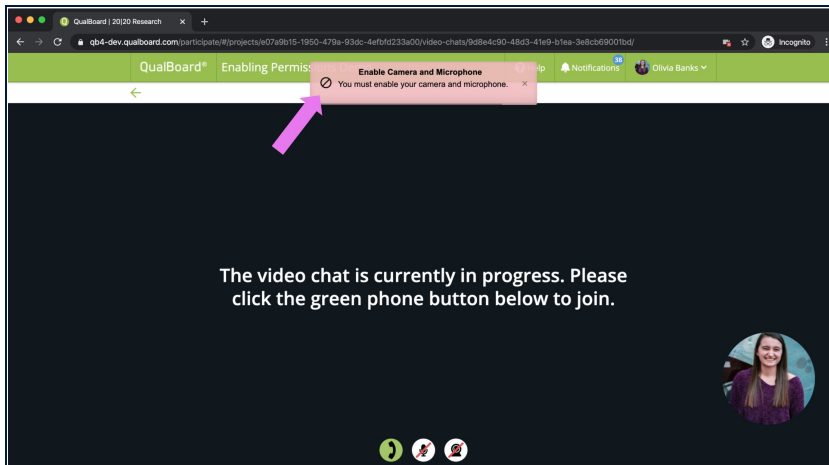 QualBoard | 20|20 Research
qb4-dev.qualboard.com/participate/#/projects/e07a9b15-1950-479a-93dc-4efbfd233a00/video-chats/9d8e4c90-48d3-41e9-b1ea-3e8cb69001bd/
Incognito
QualBoard® Enabling Permiss Help Notifications 38 Olivia Banks
Enable Camera and Microphone
You must enable your camera and microphone.
The video chat is currently in progress. Please
click the green phone button below to join.